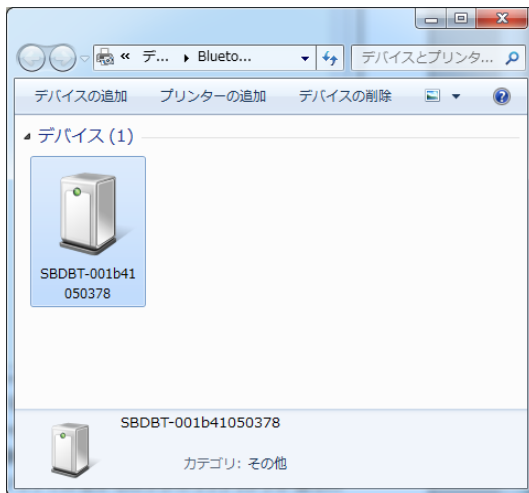 « デ... ▸ Blueto... デバイスとプリンタ...
デバイスの追加 プリンターの追加 デバイスの削除
デバイス (1)
SBDBT-001b41
050378
SBDBT-001b41050378
カテゴリ: その他